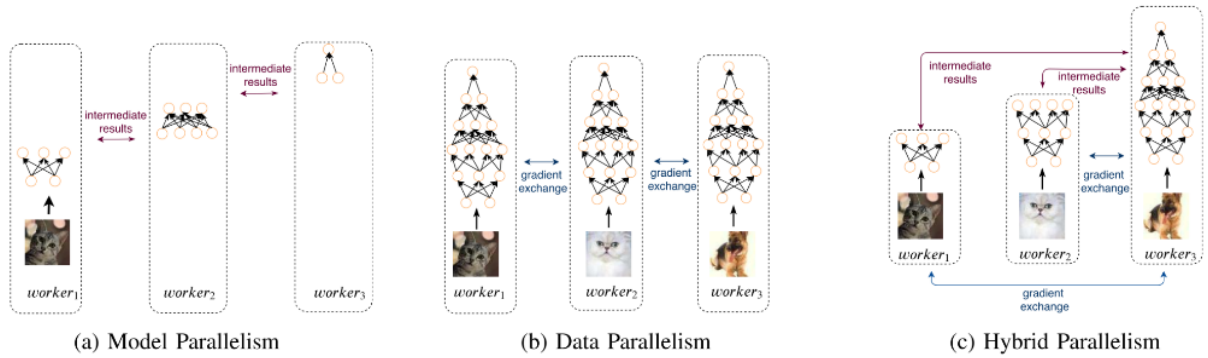 intermediate
results
intermediate
results
worker1
worker2
worker3
(a) Model Parallelism
gradient
exchange
gradient
exchange
worker1
worker2
worker3
(b) Data Parallelism
intermediate
results
intermediate
results
gradient
exchange
worker1
worker2
worker3
gradient
exchange
(c) Hybrid Parallelism